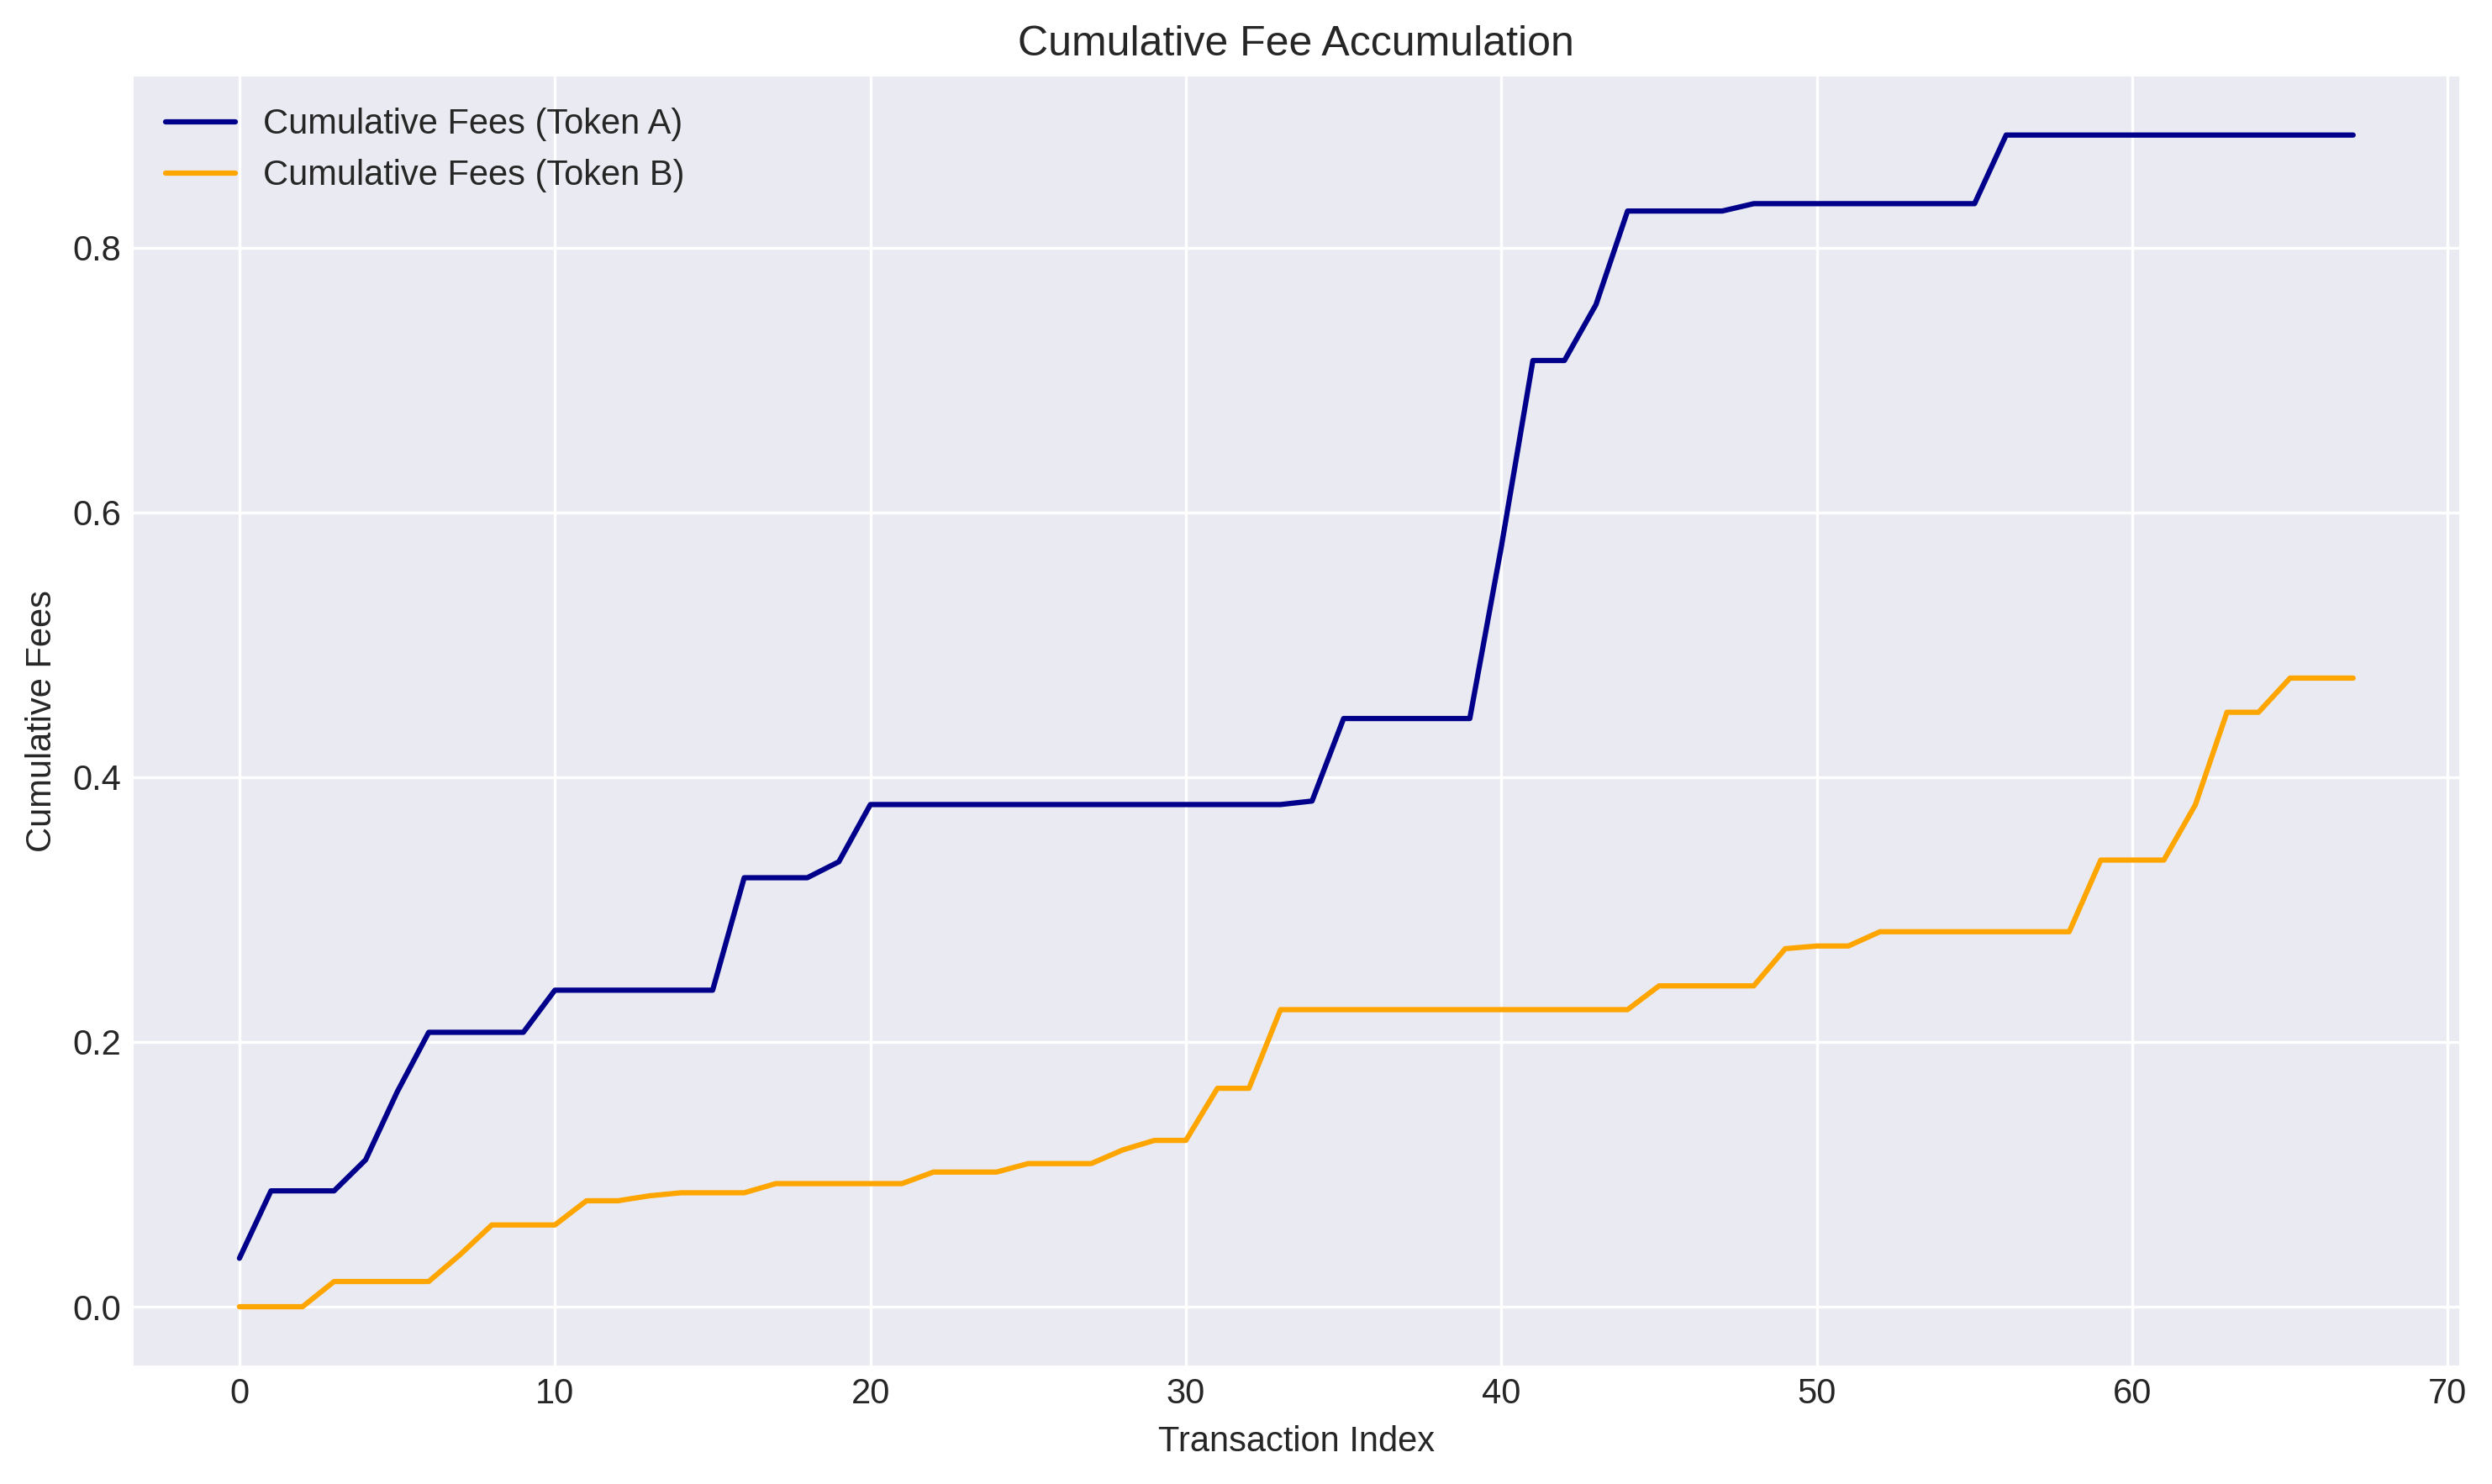 Cumulative Fee Accumulation
Cumulative Fees (Token A)
Cumulative Fees (Token B)
Cumulative Fees
0.8
0.6
0.4
0.2
0.0
0 10 20 30 40 50 60 70
Transaction Index